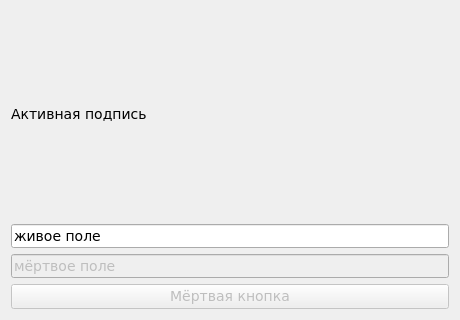 Активная подпись
живое поле
мёртвое поле
Мёртвая кнопка